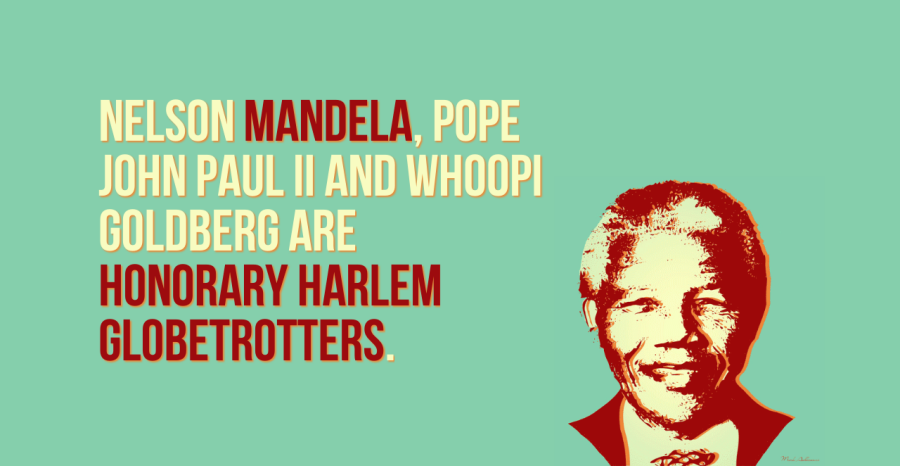 NELSON MANDELA, POPE
JOHN PAUL II AND WHOOPI
GOLDBERG ARE
HONORARY HARLEM
GLOBETROTTERS.